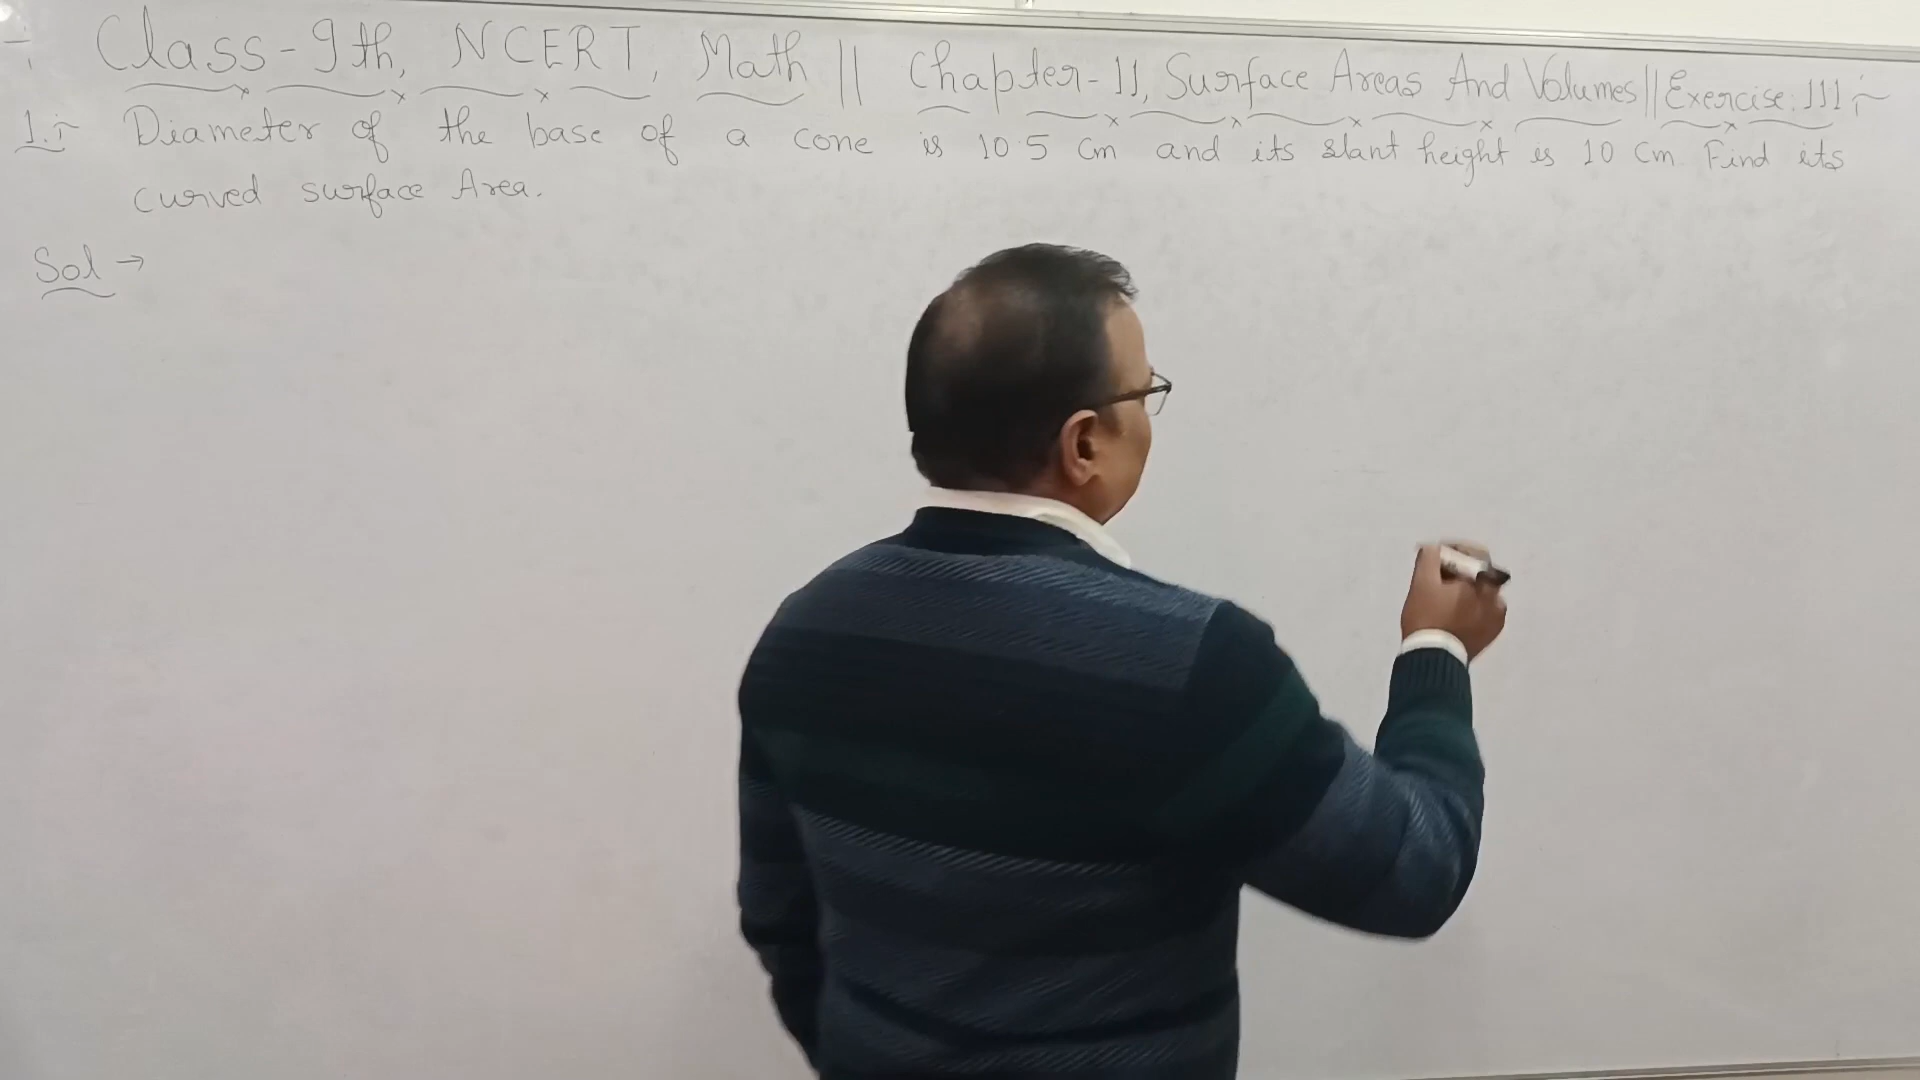 Class-9th, NCERT, Math || Chapter-11, Surface Areas And Volumes || Exercise: 11.1 :-
1.:- Diameter of the base of a cone is 10.5 cm and its slant height is 10 cm. Find its
curved surface Area.
Sol →